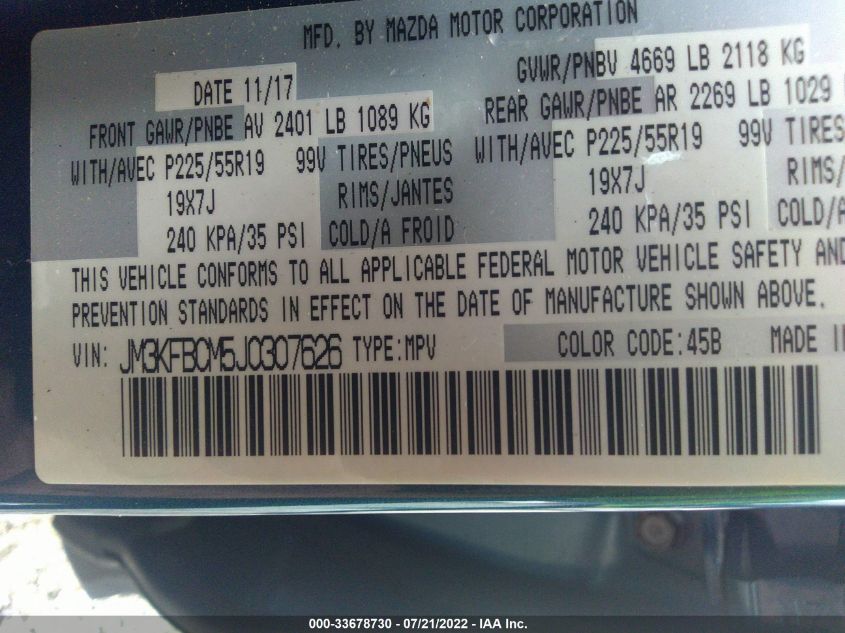 MFD. BY MAZDA MOTOR CORPORATION
DATE 11/17
GVWR/PNBV 4669 LB 2118 KG
FRONT GAWR/PNBE AV 2401 LB 1089 KG
REAR GAWR/PNBE AR 2269 LB 1029
WITH/AVEC P225/55R19 99V TIRES/PNEUS
WITH/AVEC P225/55R19 99V TIRES/
19X7J RIMS/JANTES
19X7J RIMS/
240 KPA/35 PSI COLD/A FROID
240 KPA/35 PSI COLD/A
THIS VEHICLE CONFORMS TO ALL APPLICABLE FEDERAL MOTOR VEHICLE SAFETY AND
PREVENTION STANDARDS IN EFFECT ON THE DATE OF MANUFACTURE SHOWN ABOVE.
VIN: JM3KFBCM5J0307626 TYPE:MPV COLOR CODE:45B MADE IN
000-33678730 - 07/21/2022 - IAA Inc.